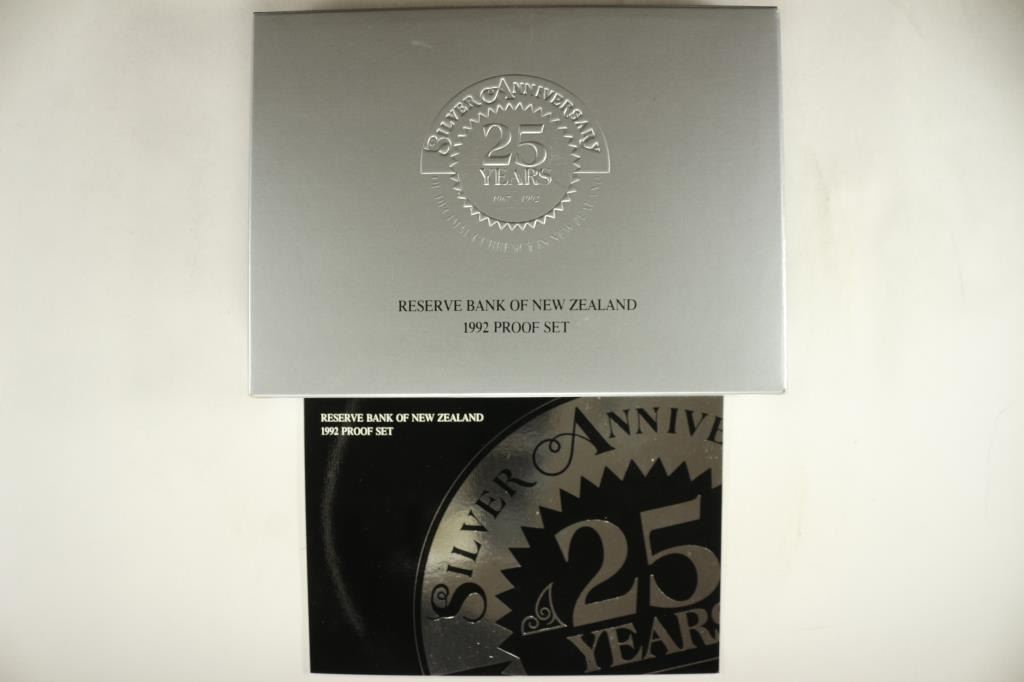 SILVER ANNIVERSARY
25
YEARS
1967 - 1992
OF DECIMAL CURRENCY IN NEW ZEALAND
RESERVE BANK OF NEW ZEALAND
1992 PROOF SET
RESERVE BANK OF NEW ZEALAND
1992 PROOF SET
SILVER ANNIVE
25
YEARS